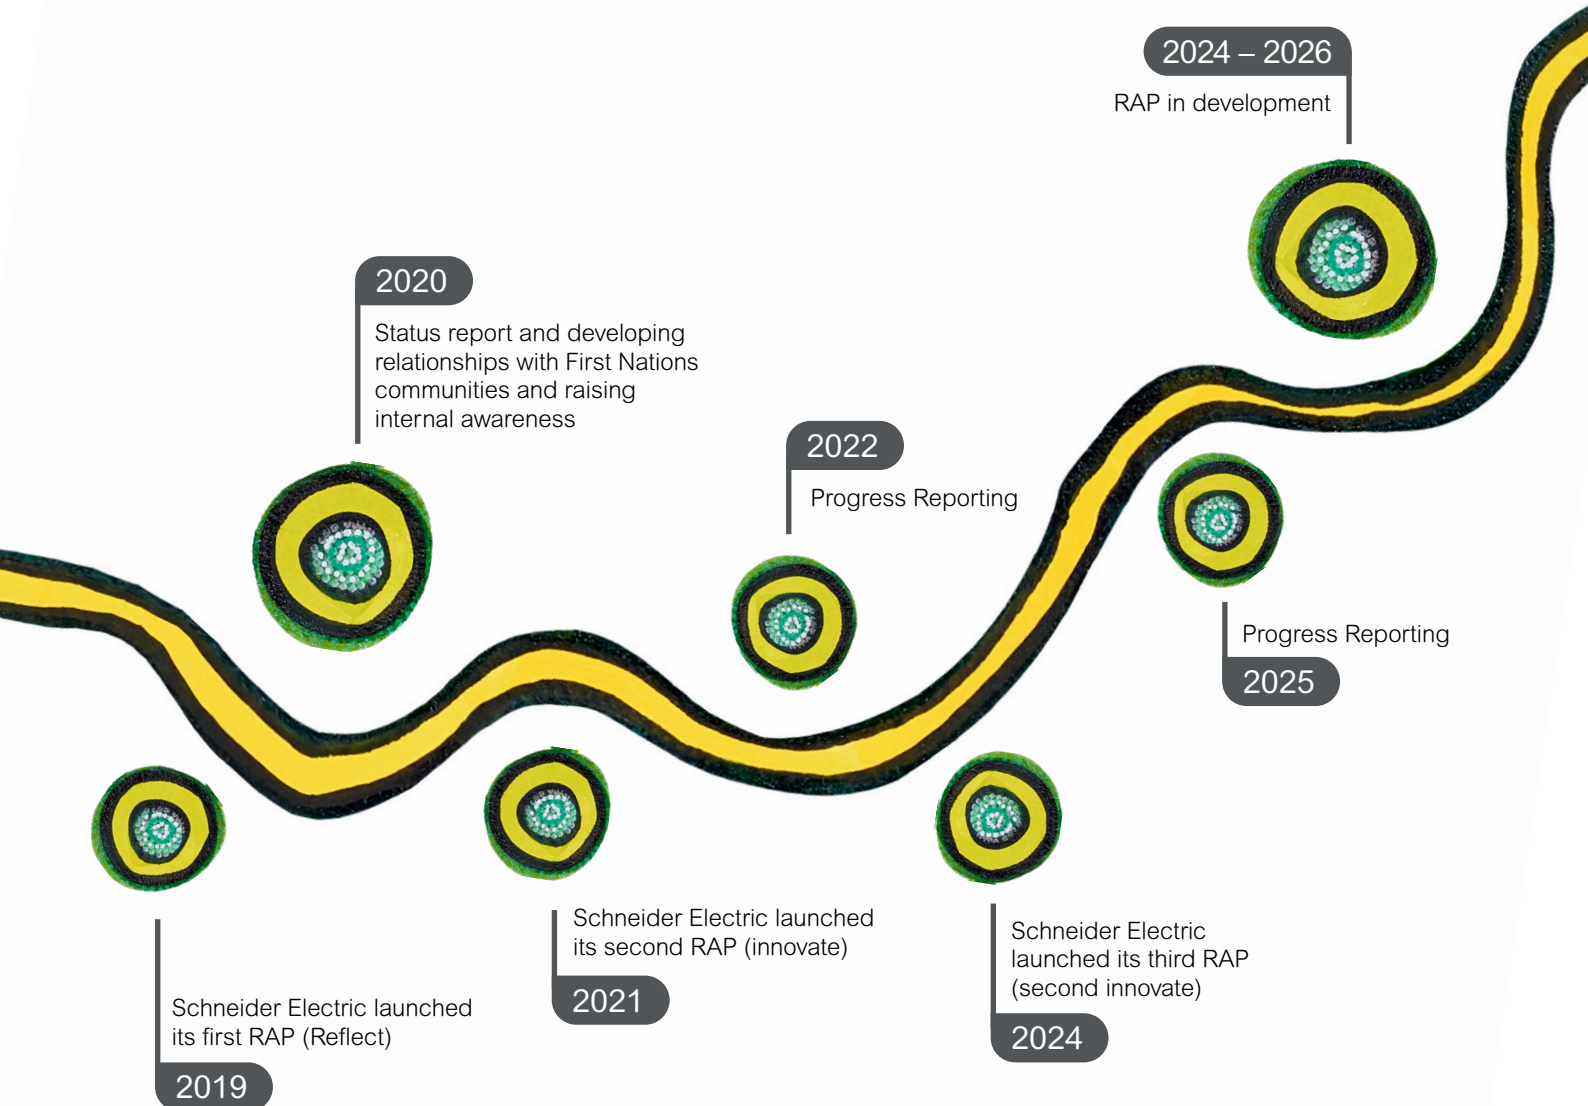 2024 – 2026
RAP in development
2020
Status report and developing
relationships with First Nations
communities and raising
internal awareness
2022
Progress Reporting
Progress Reporting
2025
Schneider Electric launched
its second RAP (innovate)
2021
Schneider Electric
launched its third RAP
(second innovate)
2024
Schneider Electric launched
its first RAP (Reflect)
2019